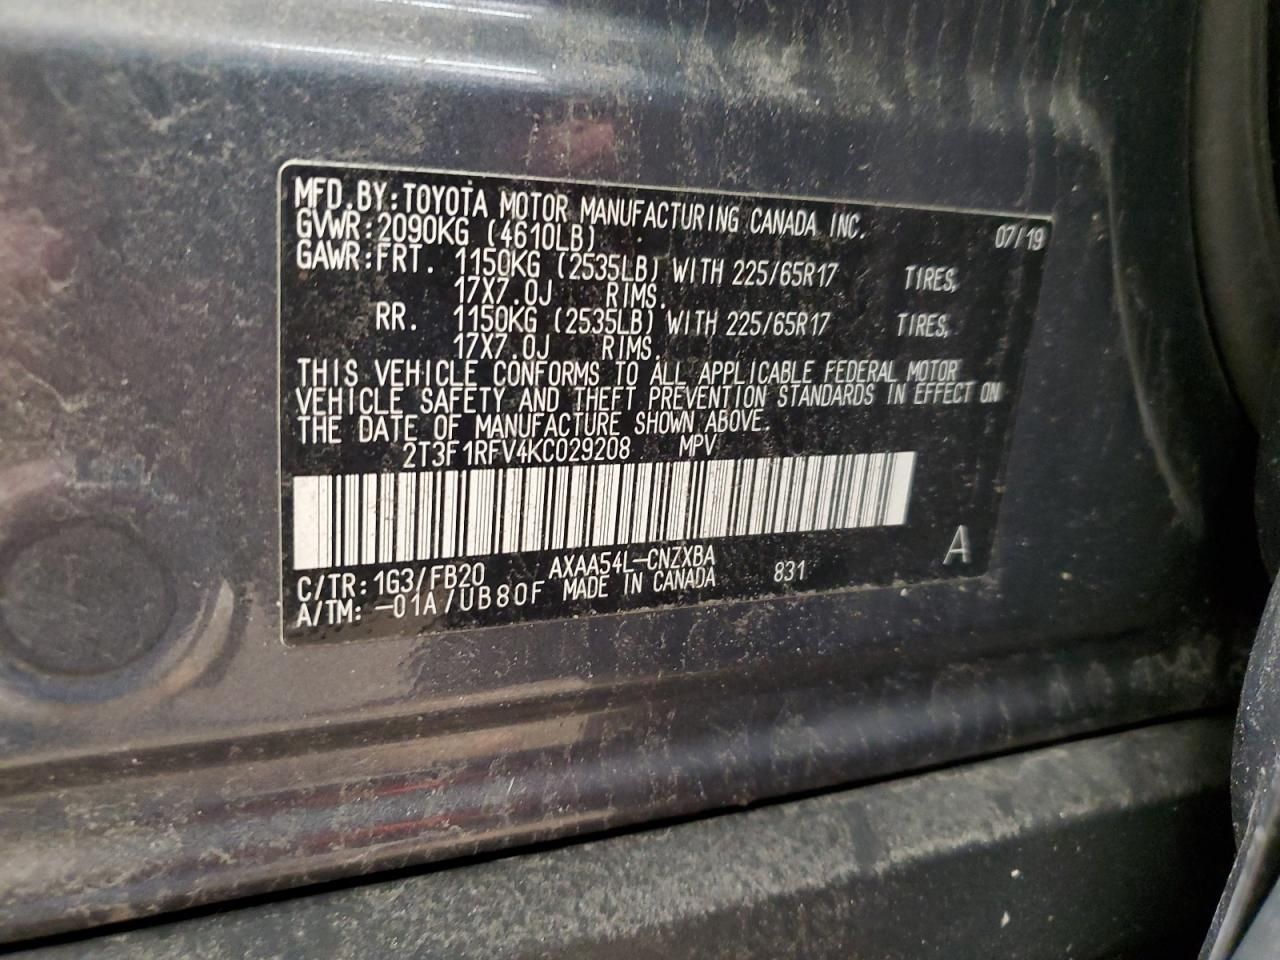 MFD.BY:TOYOTA MOTOR MANUFACTURING CANADA INC. 07/19
GVWR:2090KG (4610LB)
GAWR:FRT. 1150KG (2535LB) WITH 225/65R17 TIRES,
17X7.0J RIMS.
RR. 1150KG (2535LB) WITH 225/65R17 TIRES,
17X7.0J RIMS.
THIS VEHICLE CONFORMS TO ALL APPLICABLE FEDERAL MOTOR
VEHICLE SAFETY AND THEFT PREVENTION STANDARDS IN EFFECT ON
THE DATE OF MANUFACTURE SHOWN ABOVE.
2T3F1RFV4KC029208 MPV
A
C/TR:1G3/FB20 AXAA54L-CNZXBA 831
A/TM:-01A/UB80F MADE IN CANADA